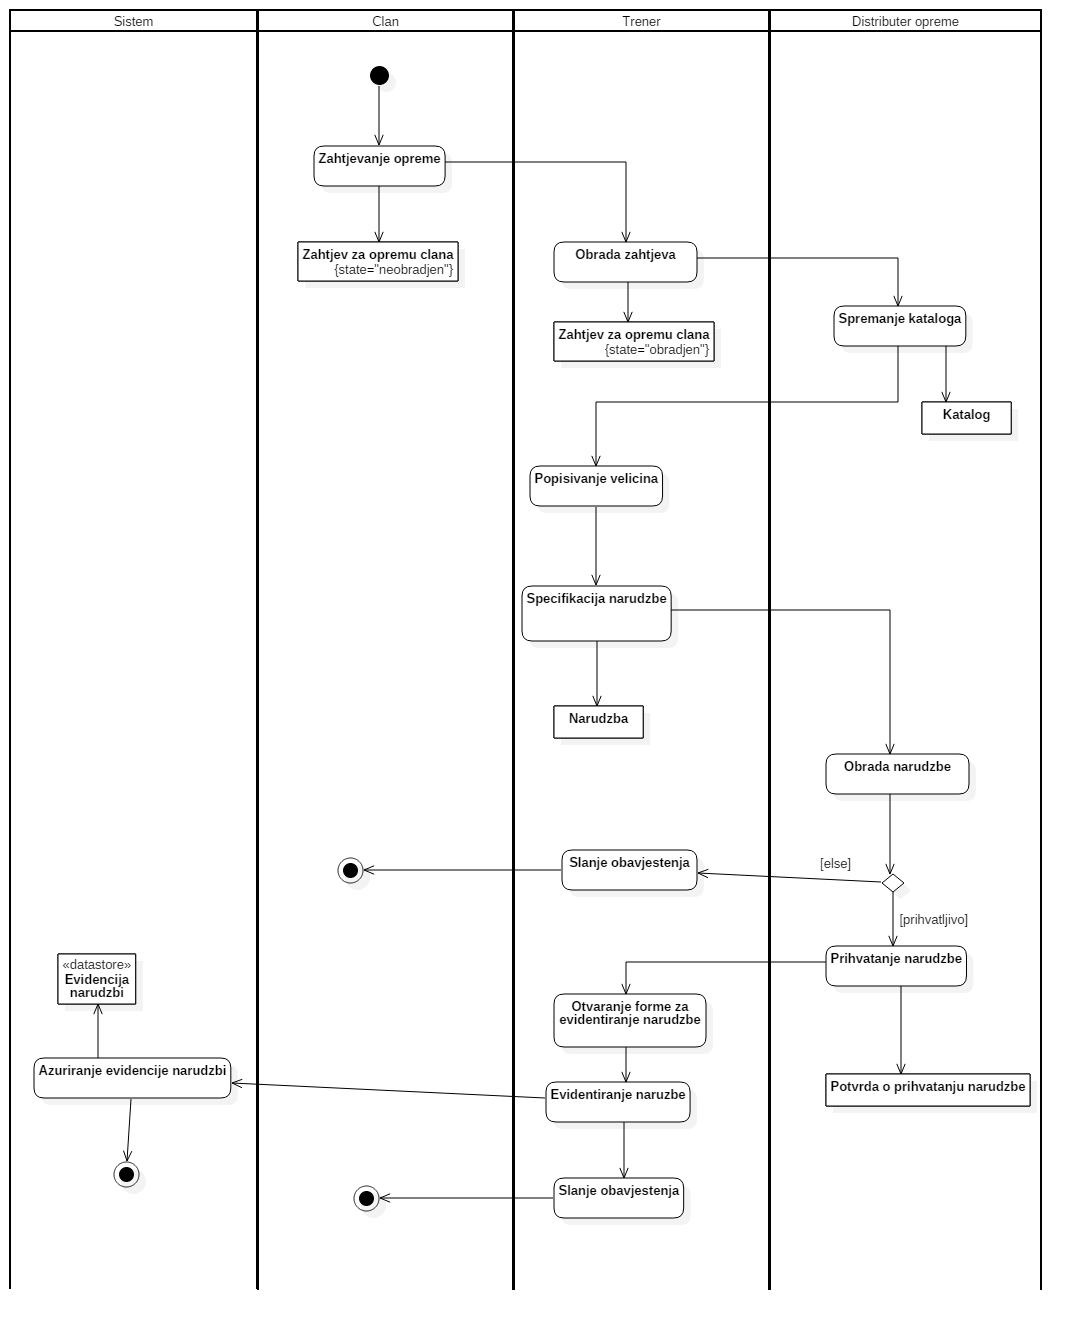 Sistem
Clan
Trener
Distributer opreme
Zahtjevanje opreme
Zahtjev za opremu clana
{state="neobradjen"}
Obrada zahtjeva
Zahtjev za opremu clana
{state="obradjen"}
Spremanje kataloga
Katalog
Popisivanje velicina
Specifikacija narudzbe
Narudzba
Obrada narudzbe
Slanje obavjestenja
[else]
[prihvatljivo]
Prihvatanje narudzbe
«datastore»
Evidencija
narudzbi
Otvaranje forme za
evidentiranje narudzbe
Azuriranje evidencije narudzbi
Evidentiranje naruzbe
Potvrda o prihvatanju narudzbe
Slanje obavjestenja